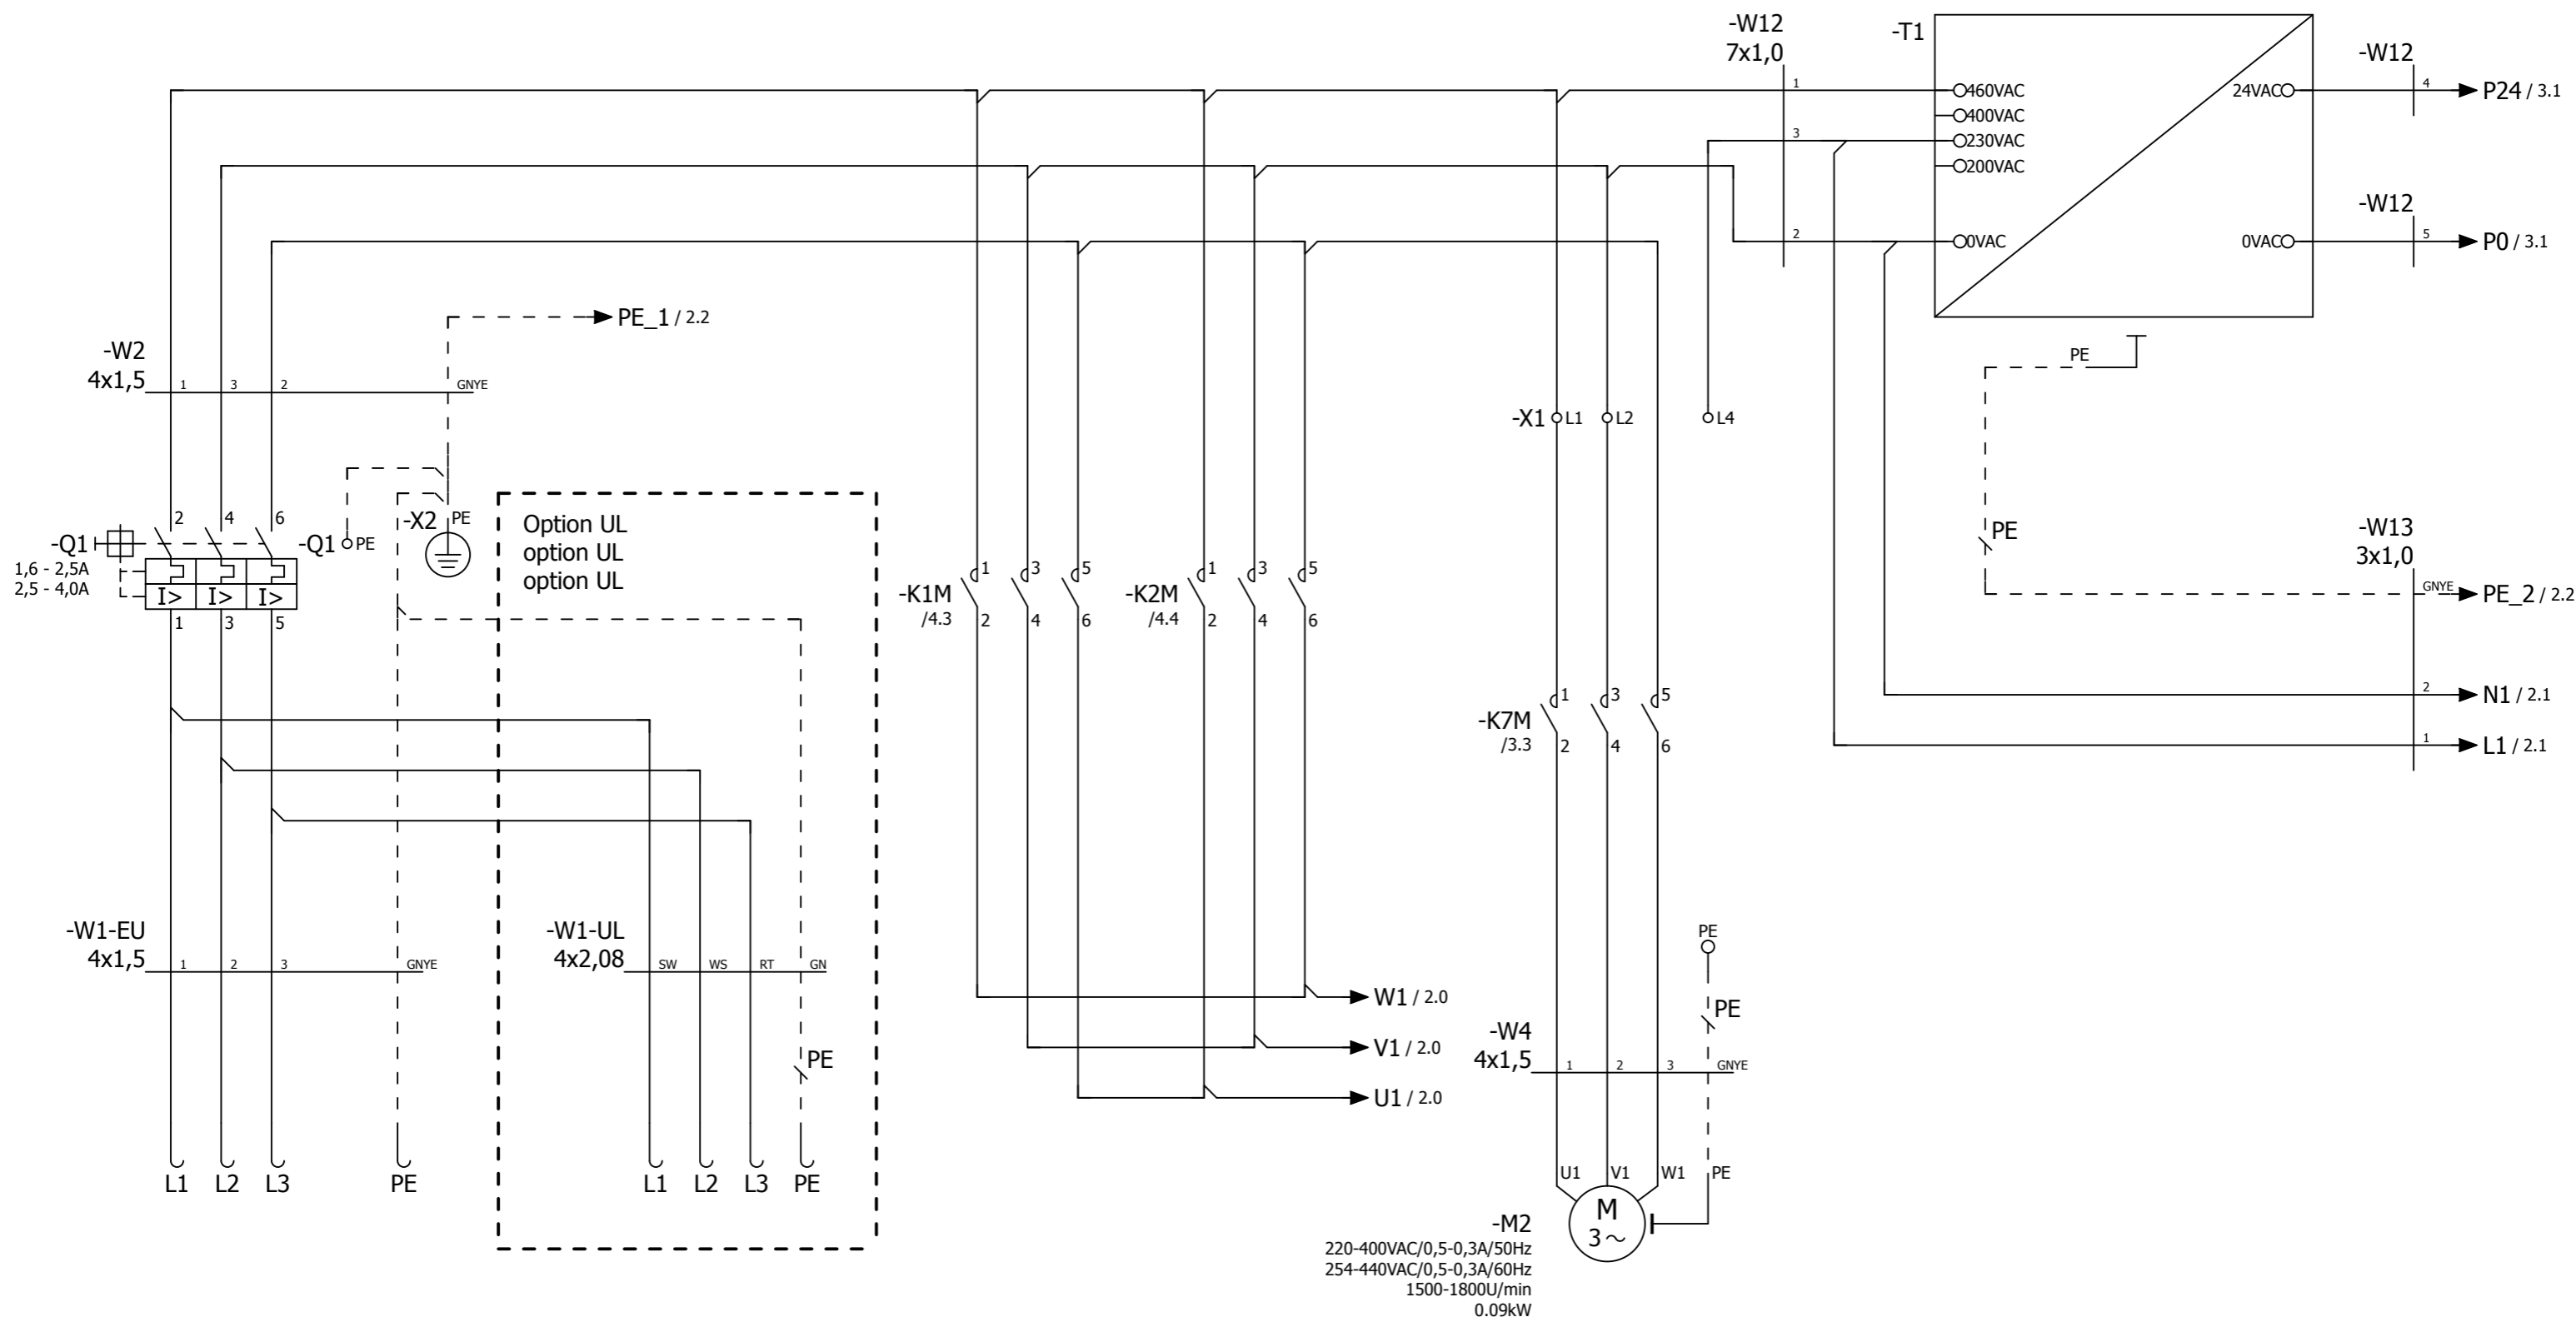 -W12
7x1,0
-T1
-W12
1
460VAC
24VAC
4
P24 / 3.1
400VAC
3
230VAC
200VAC
-W12
2
0VAC
0VAC
5
P0 / 3.1
PE_1 / 2.2
-W2
4x1,5
1
3
2
GNYE
PE
-X1
L1
L2
L4
2
4
6
-X2
PE
-Q1
-Q1
PE
1,6 - 2,5A
2,5 - 4,0A
I>
I>
I>
1
3
5
Option UL
option UL
option UL
-K1M
/4.3
1
3
5
2
4
6
-K2M
/4.4
1
3
5
2
4
6
PE
-W13
3x1,0
GNYE
PE_2 / 2.2
2
N1 / 2.1
1
L1 / 2.1
-K7M
/3.3
1
3
5
2
4
6
-W1-EU
4x1,5
1
2
3
GNYE
-W1-UL
4x2,08
SW
WS
RT
GN
PE
W1 / 2.0
V1 / 2.0
U1 / 2.0
PE
PE
-W4
4x1,5
1
2
3
GNYE
L1
L2
L3
PE
L1
L2
L3
PE
U1
V1
W1
PE
M
3~
-M2
220-400VAC/0,5-0,3A/50Hz
254-440VAC/0,5-0,3A/60Hz
1500-1800U/min
0.09kW